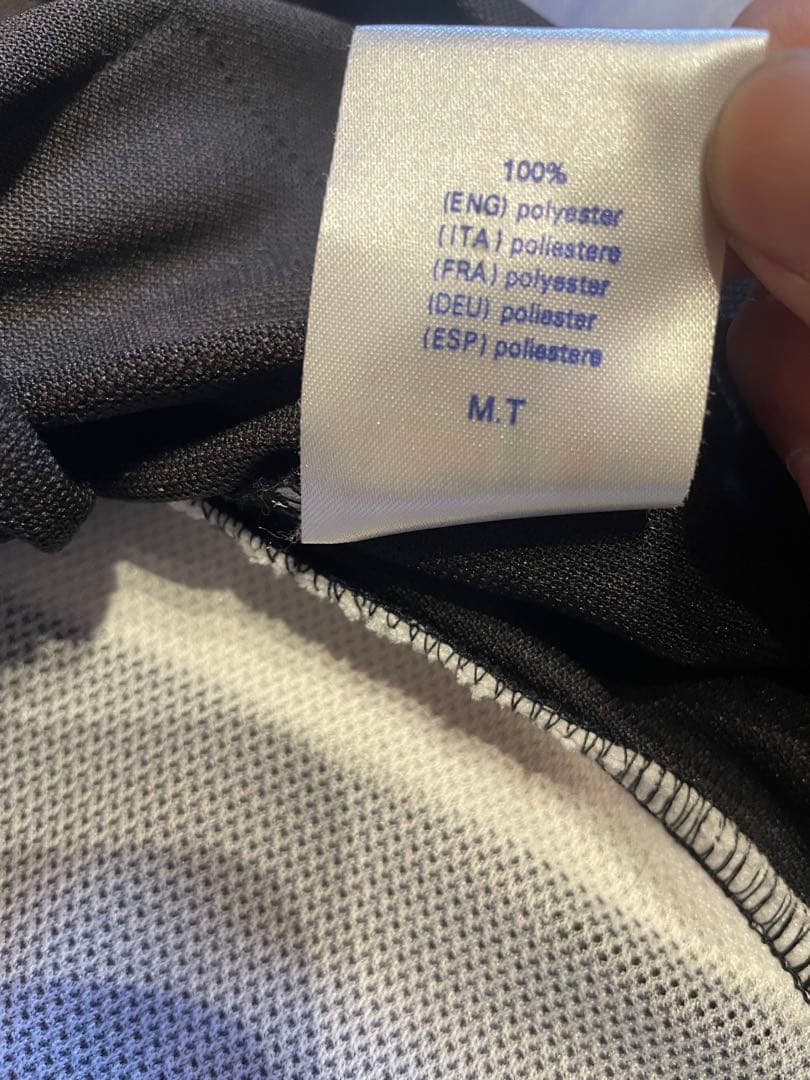 100%
(ENG) polyester
(ITA) poliestere
(FRA) polyester
(DEU) poliester
(ESP) poliestere
M.T